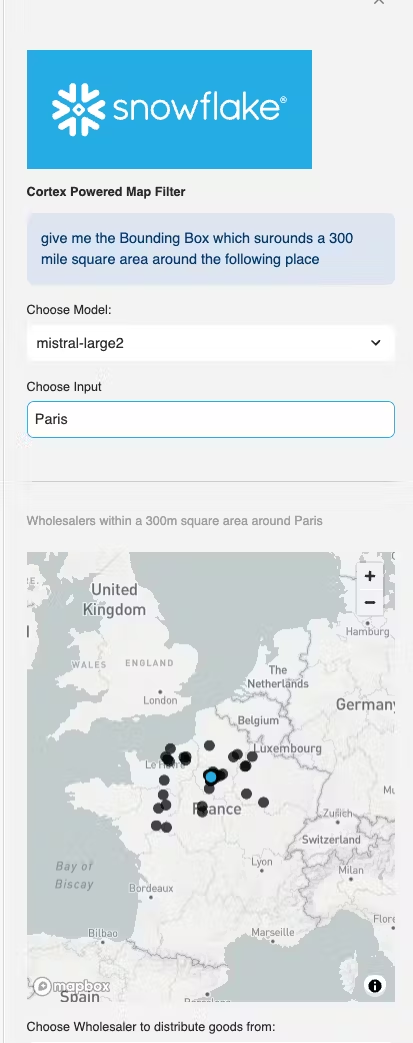 snowflake®
Cortex Powered Map Filter
give me the Bounding Box which surounds a 300
mile square area around the following place
Choose Model:
mistral-large2
Choose Input
Paris
Wholesalers within a 300m square area around Paris
+
−
United
Kingdom
Hamburg
WALES
ENGLAND
The
Netherlands
London
Germany
Belgium
Luxembourg
Le Havre
France
Zürich
Switzerland
Lyon
Milan
Bay of
Biscay
Bordeaux
Marseille
Bilbao
mapbox
Spain
Choose Wholesaler to distribute goods from: